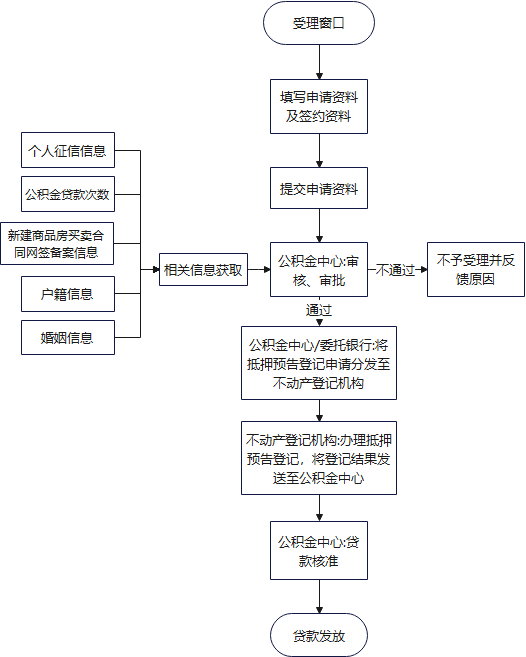 受理窗口
填写申请资料
及签约资料
提交申请资料
个人征信信息
公积金贷款次数
新建商品房买卖合
同网签备案信息
户籍信息
婚姻信息
相关信息获取
公积金中心:审
核、审批
不通过
不予受理并反
馈原因
通过
公积金中心/委托银行:将
抵押预告登记申请分发至
不动产登记机构
不动产登记机构:办理抵押
预告登记，将登记结果发
送至公积金中心
公积金中心:贷
款核准
贷款发放